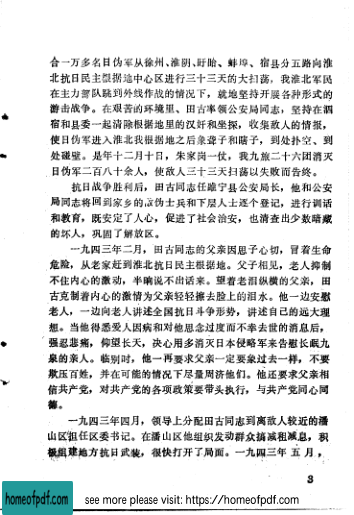 合一万多名日伪军从徐州、淮阴、盱眙、蚌埠、宿县分五路向淮
北抗日民主根据地中心区进行三十三天的大扫荡，我淮北军民
在主力部队跳到外线作战的情况下，就地坚持开展各种形式的
游击战争。在艰苦的环境里、田古率领公安局同志，坚持在泗
宿和县委一起清除根据地里的汉奸和坐探，收集敌人的情报，
使日伪军进入淮北我根据地之后象聋子和瞎子，到处扑空、到
处碰壁。是年十二月十日，朱家岗一仗，我九旅二十六团消灭
日伪军二百八十余人，使敌人三十三天扫荡以失败而告终。
抗日战争胜利后，田古同志任睢宁县公安局长，他和公安
局同志将回到家乡的敌伪士兵和下层人士逐个登记，进行训话
和教育，既安定了人心，促进了社会治安，也清查出少数暗藏
的坏人，巩固了解放区。
一九四三年二月，田古同志的父亲因思子心切，冒着生命
危险，从老家赶到淮北抗日民主根据地。父子相见，老人抑制
不住内心的激动，半晌说不出话来。望着老泪纵横的父亲，田
古克制着内心的激情为父亲轻轻擦去脸上的泪水。他一边安慰
老人，一边向老人讲述全国抗日斗争形势，讲述自己的远大理
想。当他得悉爱人因病和对他思念过度而不幸去世的消息后，
强忍悲痛，仰望长天，决心用多消灭日本侵略军来告慰长眠九
泉的亲人。临别时，他一再要求父亲一定要象过去一样，不要
欺压百姓，并在可能的情况下尽量周济他们。他还要求父亲相
信共产党，对共产党的各项政策要带头执行，与共产党同心同
德。
一九四三年四月，领导上分配田古同志到离敌人较近的潘
山区担任区委书记。在潘山区他组织发动群众搞减租减息，积
极组建地方抗日武装，很快打开了局面。一九四三年五月，
3
homeofpdf.com
see more please visit: https://homeofpdf.com